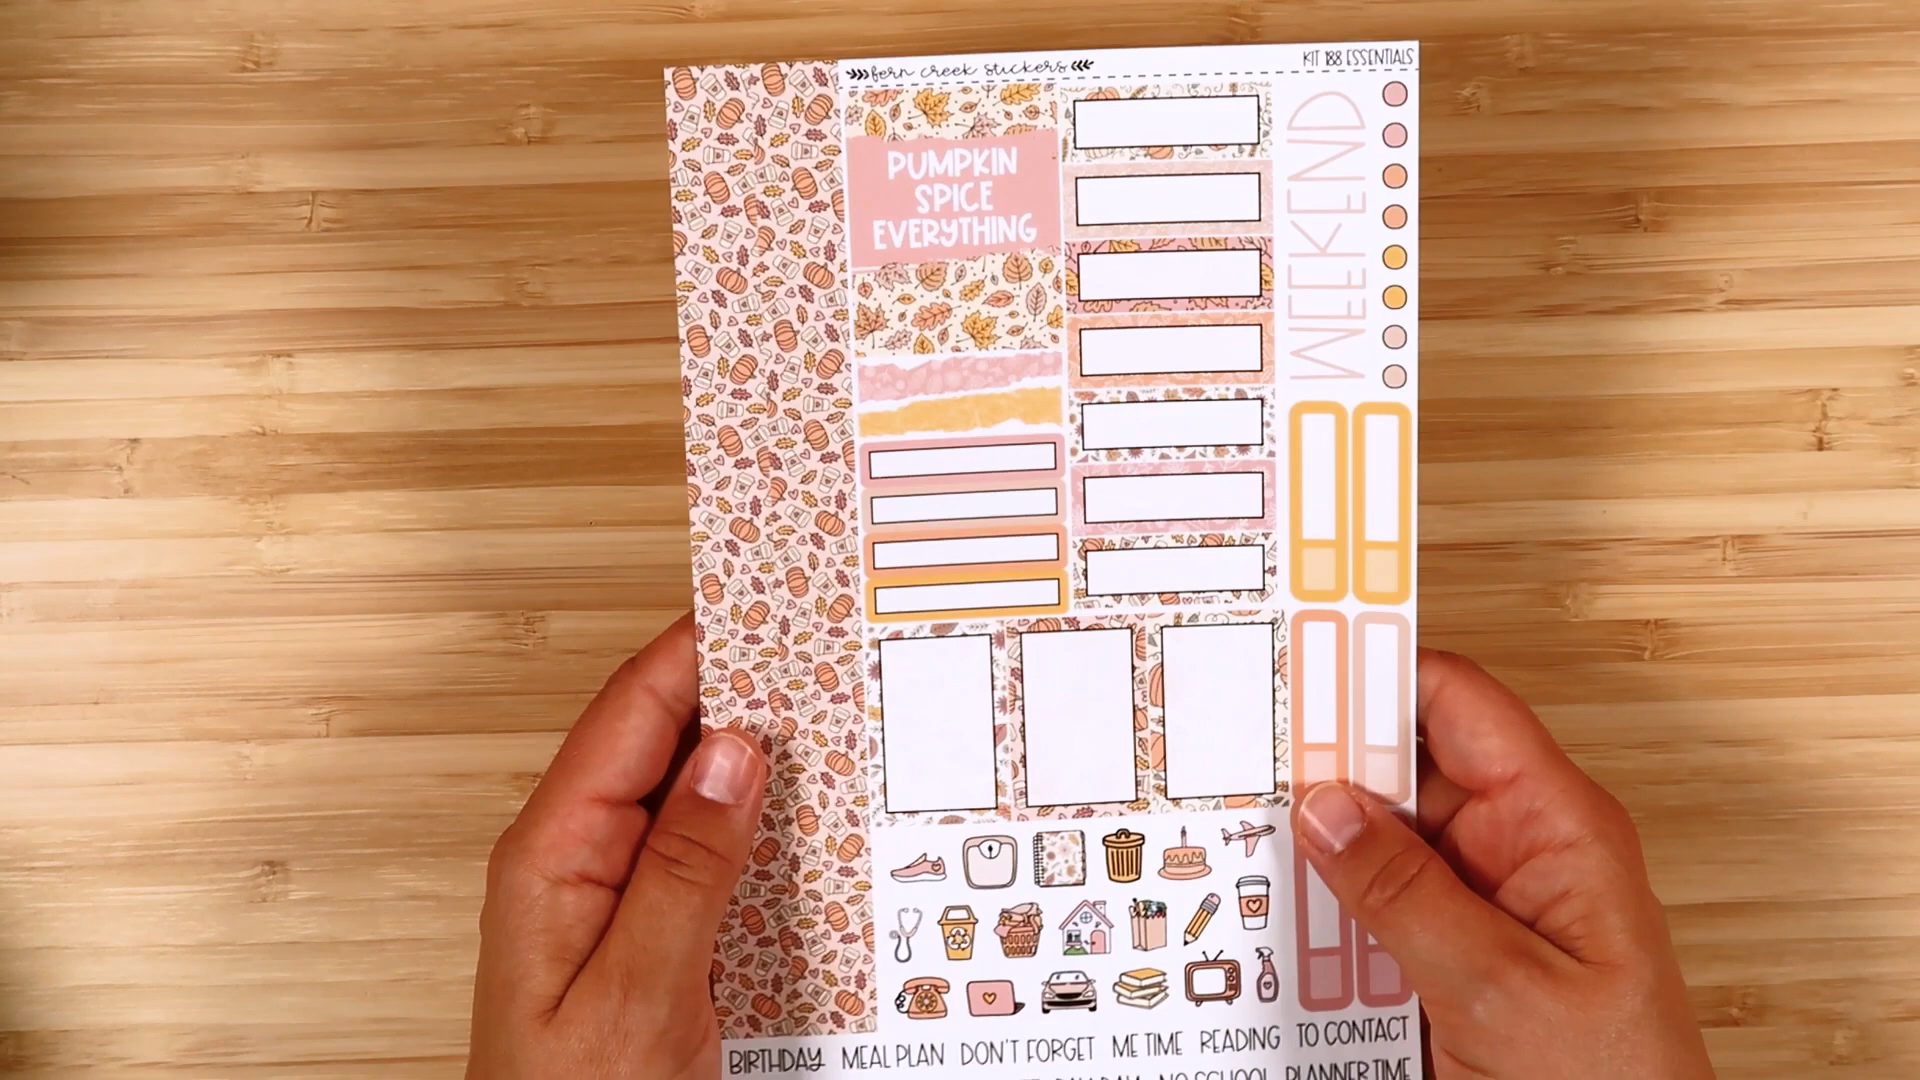 fern creek stickers
KIT 188 ESSENTIALS
PUMPKIN
SPICE
EVERYTHING
WEEKEND
BIRTHDAY MEAL PLAN DON'T FORGET ME TIME READING TO CONTACT
NO SCHOOL PLANNER TIME